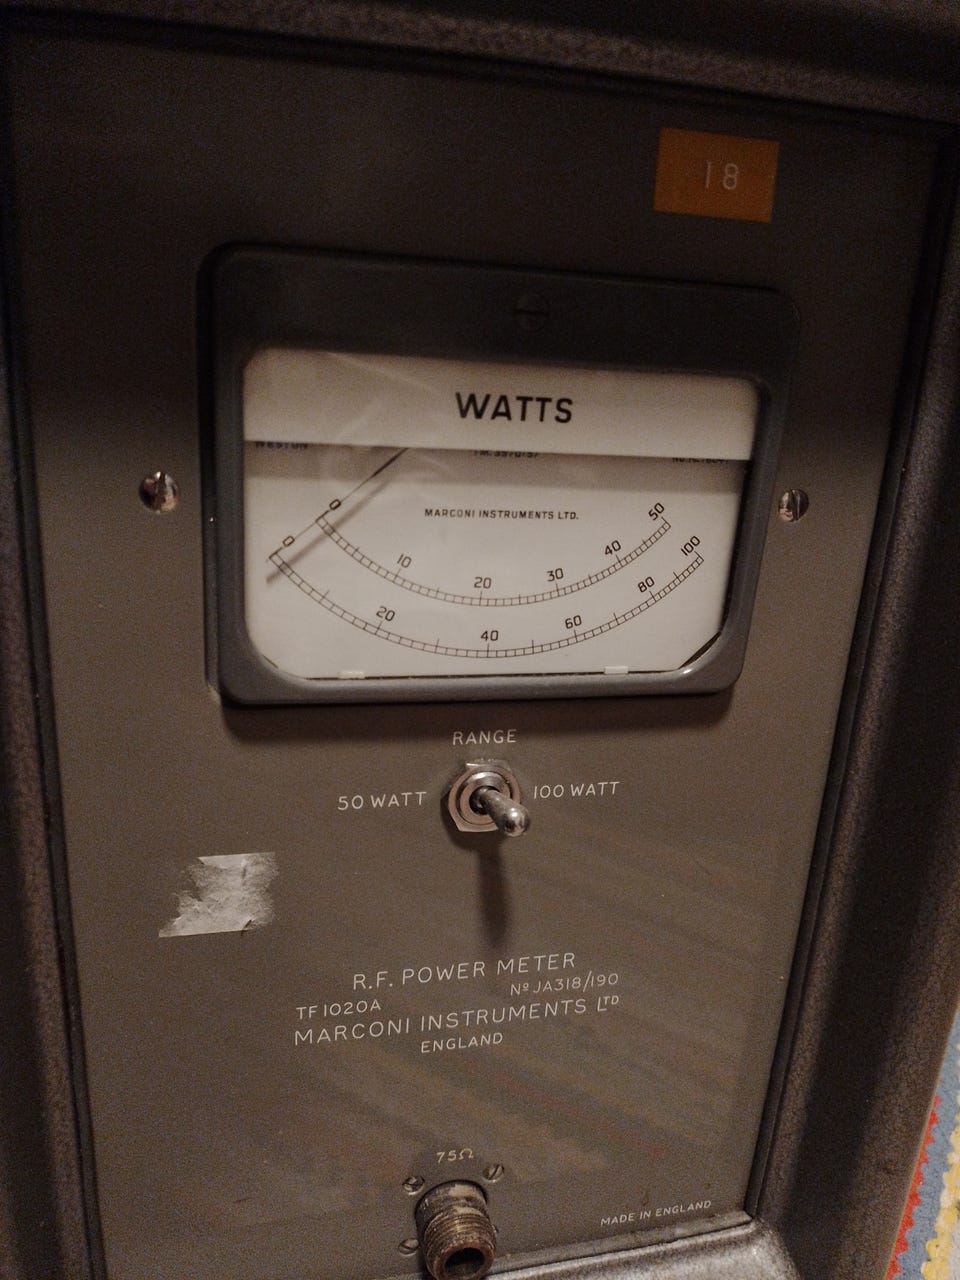 18
WATTS
WESTON
MARCONI INSTRUMENTS LTD.
0 10 20 30 40 50
0 20 40 60 80 100
RANGE
50 WATT 100 WATT
R.F. POWER METER
TF 1020A Nº JA318/190
MARCONI INSTRUMENTS LTD
ENGLAND
75Ω
MADE IN ENGLAND